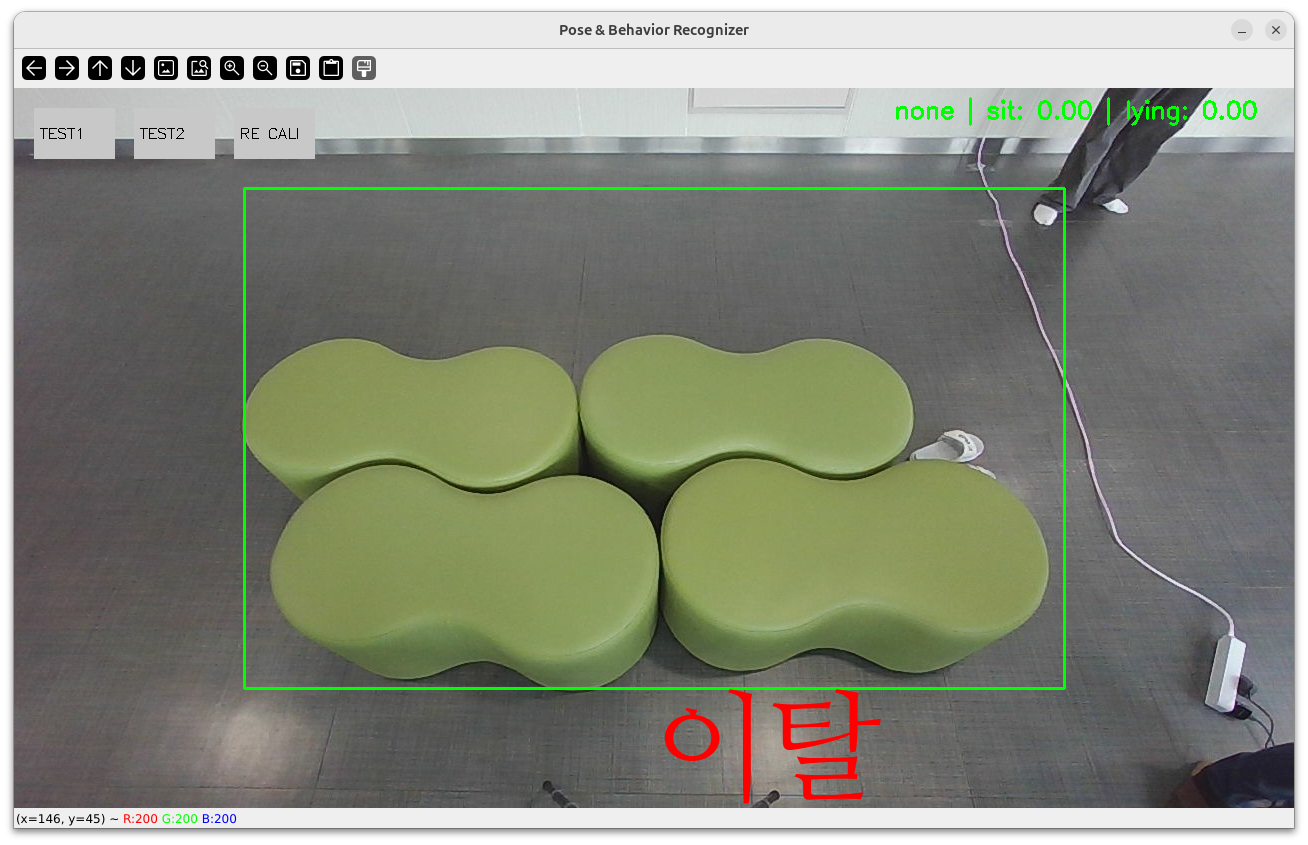 Pose & Behavior Recognizer
none | sit: 0.00 | lying: 0.00
TEST1
TEST2
RE CALI
이탈
(x=146, y=45) ~ R:200 G:200 B:200